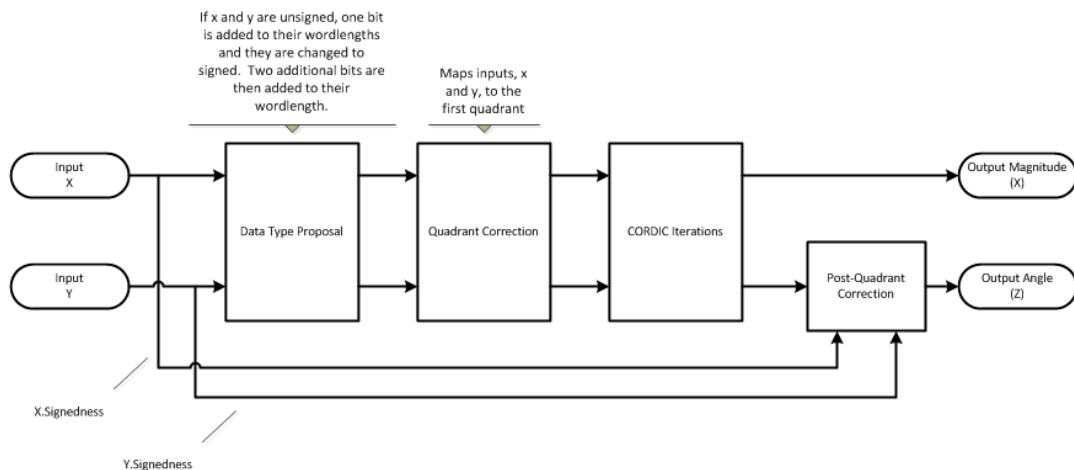 If x and y are unsigned, one bit
is added to their wordlengths
and they are changed to
signed. Two additional bits are
then added to their
wordlength.
Maps inputs, x
and y, to the
first quadrant
Input
X
Output Magnitude
(X)
Data Type Proposal
Quadrant Correction
CORDIC Iterations
Input
Y
Post-Quadrant
Correction
Output Angle
(Z)
X.Signedness
Y.Signedness